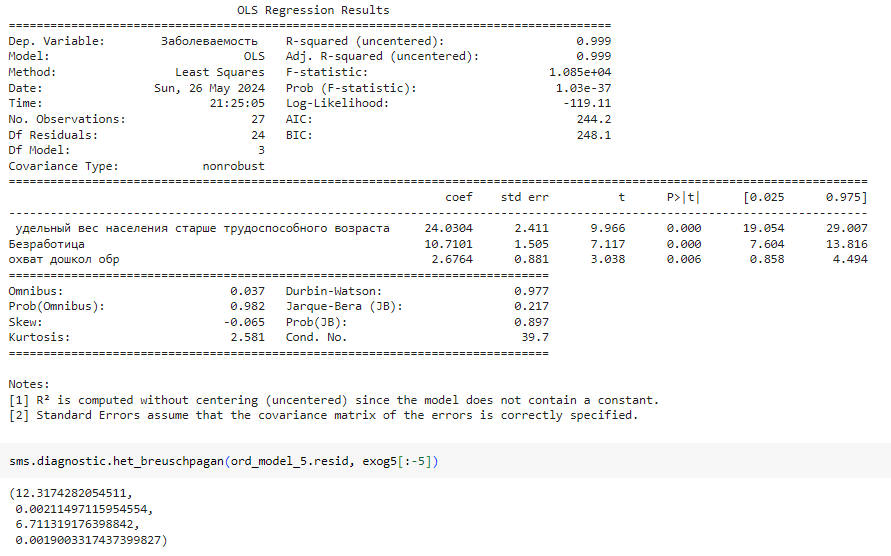 OLS Regression Results
==============================================================================
Dep. Variable: Заболеваемость R-squared (uncentered): 0.999
Model: OLS Adj. R-squared (uncentered): 0.999
Method: Least Squares F-statistic: 1.085e+04
Date: Sun, 26 May 2024 Prob (F-statistic): 1.03e-37
Time: 21:25:05 Log-Likelihood: -119.11
No. Observations: 27 AIC: 244.2
Df Residuals: 24 BIC: 248.1
Df Model: 3
Covariance Type: nonrobust
==============================================================================
coef std err t P>|t| [0.025 0.975]
------------------------------------------------------------------------------
удельный вес населения старше трудоспособного возраста 24.0304 2.411 9.966 0.000 19.054 29.007
Безработица 10.7101 1.505 7.117 0.000 7.604 13.816
охват дошкол обр 2.6764 0.881 3.038 0.006 0.858 4.494
==============================================================================
Omnibus: 0.037 Durbin-Watson: 0.977
Prob(Omnibus): 0.982 Jarque-Bera (JB): 0.217
Skew: -0.065 Prob(JB): 0.897
Kurtosis: 2.581 Cond. No. 39.7
==============================================================================
Notes:
[1] R² is computed without centering (uncentered) since the model does not contain a constant.
[2] Standard Errors assume that the covariance matrix of the errors is correctly specified.
sms.diagnostic.het_breuschpagan(ord_model_5.resid, exog5[:-5])
(12.3174282054511,
0.00211497115954554,
6.711319176398842,
0.0019003317437399827)